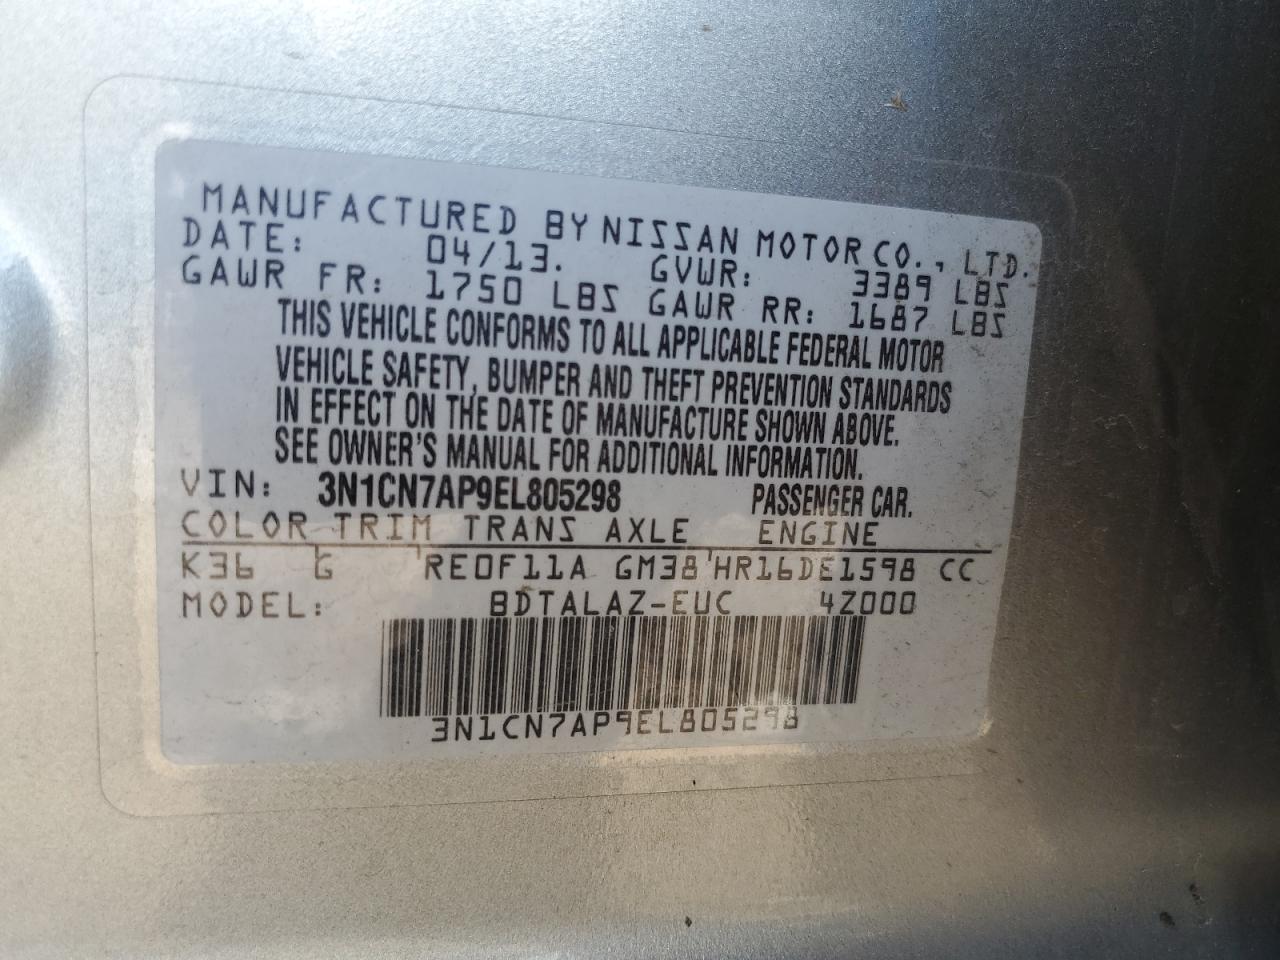 MANUFACTURED BY NISSAN MOTOR CO., LTD.
DATE: 04/13. GVWR: 3389 LBS
GAWR FR: 1750 LBS GAWR RR: 1687 LBS
THIS VEHICLE CONFORMS TO ALL APPLICABLE FEDERAL MOTOR
VEHICLE SAFETY, BUMPER AND THEFT PREVENTION STANDARDS
IN EFFECT ON THE DATE OF MANUFACTURE SHOWN ABOVE.
SEE OWNER'S MANUAL FOR ADDITIONAL INFORMATION.
VIN: 3N1CN7AP9EL805298 PASSENGER CAR.
COLOR TRIM TRANS AXLE ENGINE
K36 G RE0F11A GM38 HR16DE1598 CC
MODEL: BDTALAZ-EUC 4Z000
3N1CN7AP9EL805298